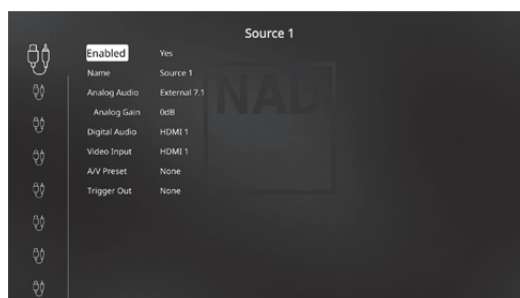 Source 1
Enabled Yes
Name Source 1
Analog Audio External 7.1
Analog Gain 0dB
Digital Audio HDMI 1
Video Input HDMI 1
A/V Preset None
Trigger Out None
NAD